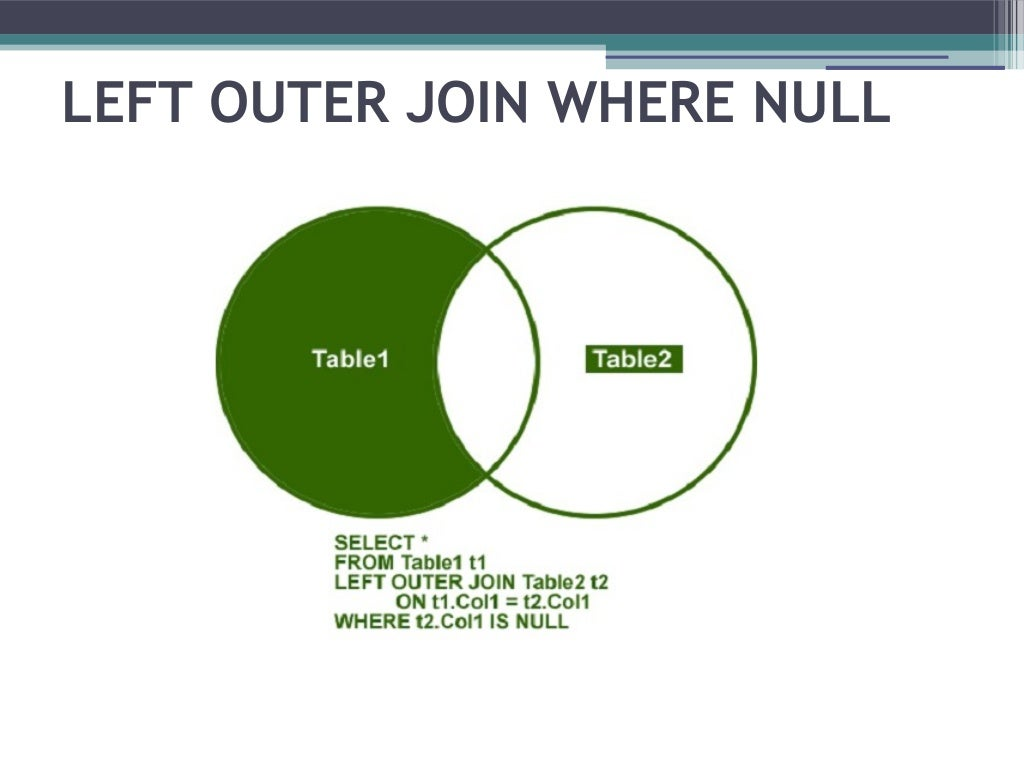 LEFT OUTER JOIN WHERE NULL
Table1
Table2
SELECT *
FROM Table1 t1
LEFT OUTER JOIN Table2 t2
ON t1.Col1 = t2.Col1
WHERE t2.Col1 IS NULL